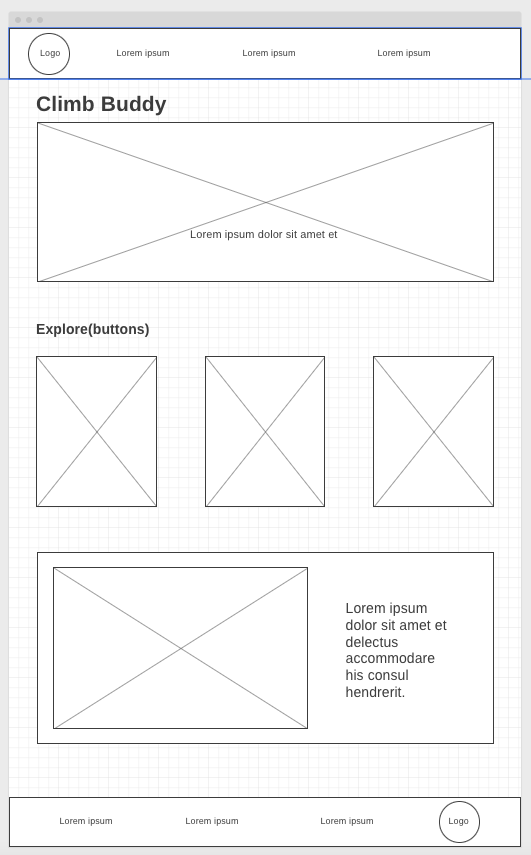 Logo
Lorem ipsum
Lorem ipsum
Lorem ipsum
Climb Buddy
Lorem ipsum dolor sit amet et
Explore(buttons)
Lorem ipsum
dolor sit amet et
delectus
accommodare
his consul
hendrerit.
Lorem ipsum
Lorem ipsum
Lorem ipsum
Logo